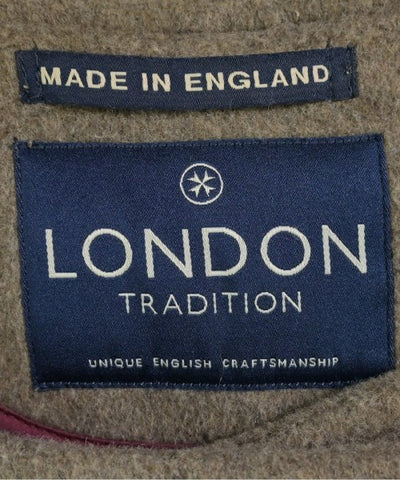 MADE IN ENGLAND
LONDON
TRADITION
UNIQUE ENGLISH CRAFTSMANSHIP